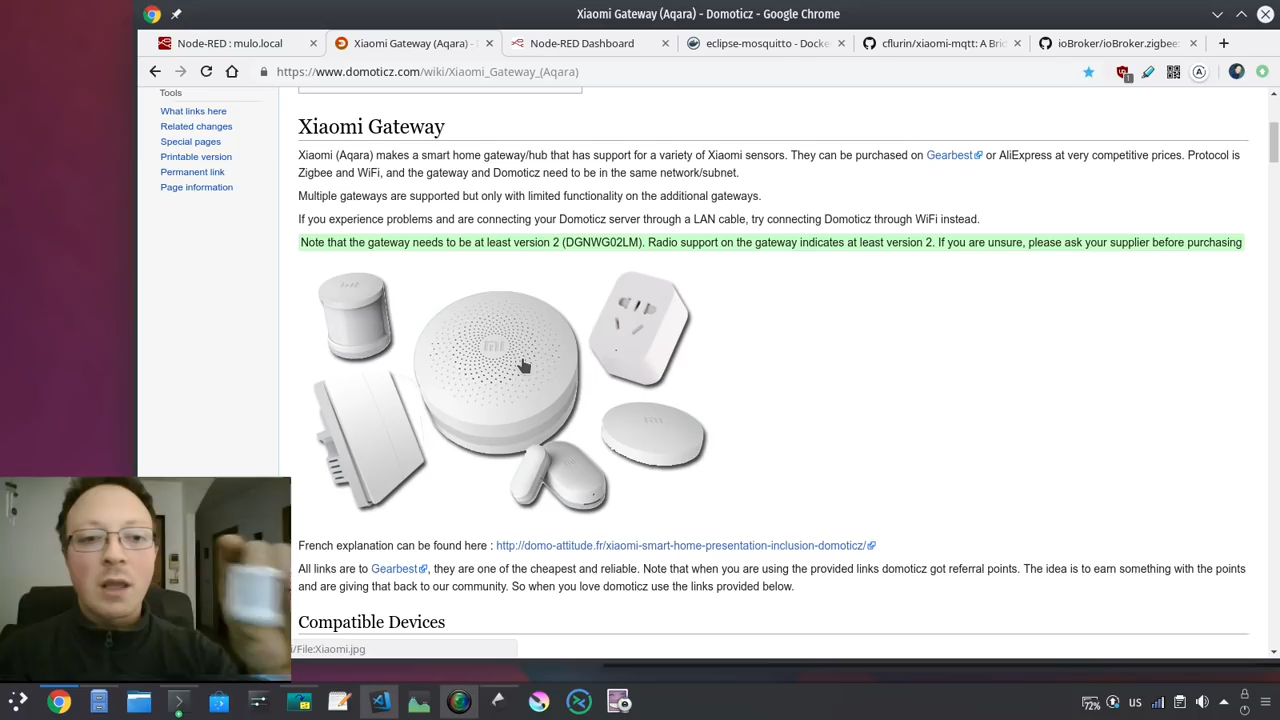 Xiaomi Gateway (Aqara) - Domoticz - Google Chrome
Node-RED : mulo.local
Xiaomi Gateway (Aqara) -
Node-RED Dashboard
eclipse-mosquitto - Docke
cflurin/xiaomi-mqtt: A Brid
ioBroker/ioBroker.zigbee:
https://www.domoticz.com/wiki/Xiaomi_Gateway_(Aqara)
1
A
Tools
What links here
Related changes
Special pages
Printable version
Permanent link
Page information
Xiaomi Gateway
Xiaomi (Aqara) makes a smart home gateway/hub that has support for a variety of Xiaomi sensors. They can be purchased on Gearbest or AliExpress at very competitive prices. Protocol is
Zigbee and WiFi, and the gateway and Domoticz need to be in the same network/subnet.
Multiple gateways are supported but only with limited functionality on the additional gateways.
If you experience problems and are connecting your Domoticz server through a LAN cable, try connecting Domoticz through WiFi instead.
Note that the gateway needs to be at least version 2 (DGNWG02LM). Radio support on the gateway indicates at least version 2. If you are unsure, please ask your supplier before purchasing
mi
French explanation can be found here : http://domo-attitude.fr/xiaomi-smart-home-presentation-inclusion-domoticz/
All links are to Gearbest, they are one of the cheapest and reliable. Note that when you are using the provided links domoticz got referral points. The idea is to earn something with the points
and are giving that back to our community. So when you love domoticz use the links provided below.
Compatible Devices
i/File:Xiaomi.jpg
72%
us